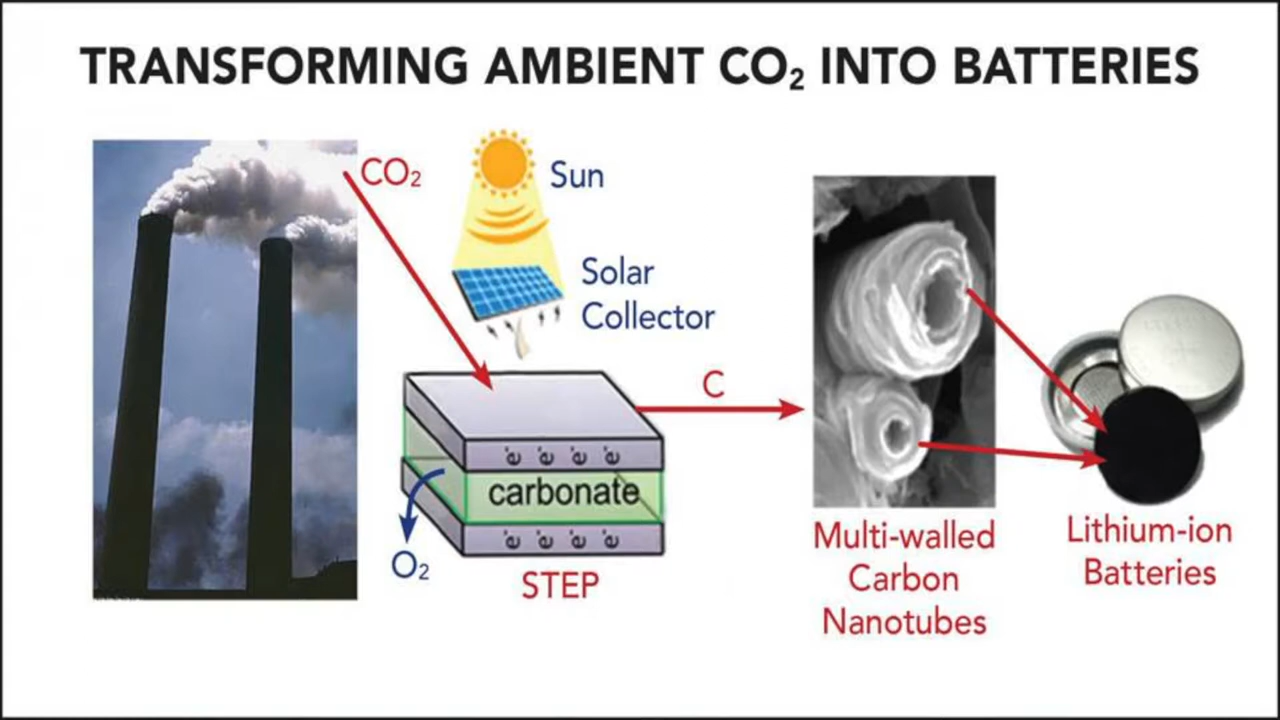 TRANSFORMING AMBIENT CO₂ INTO BATTERIES
CO₂
Sun
Solar
Collector
C
e⁻ e⁻ e⁻ e⁻
carbonate
e⁻ e⁻ e⁻ e⁻
O₂
STEP
Multi-walled
Carbon
Nanotubes
Lithium-ion
Batteries